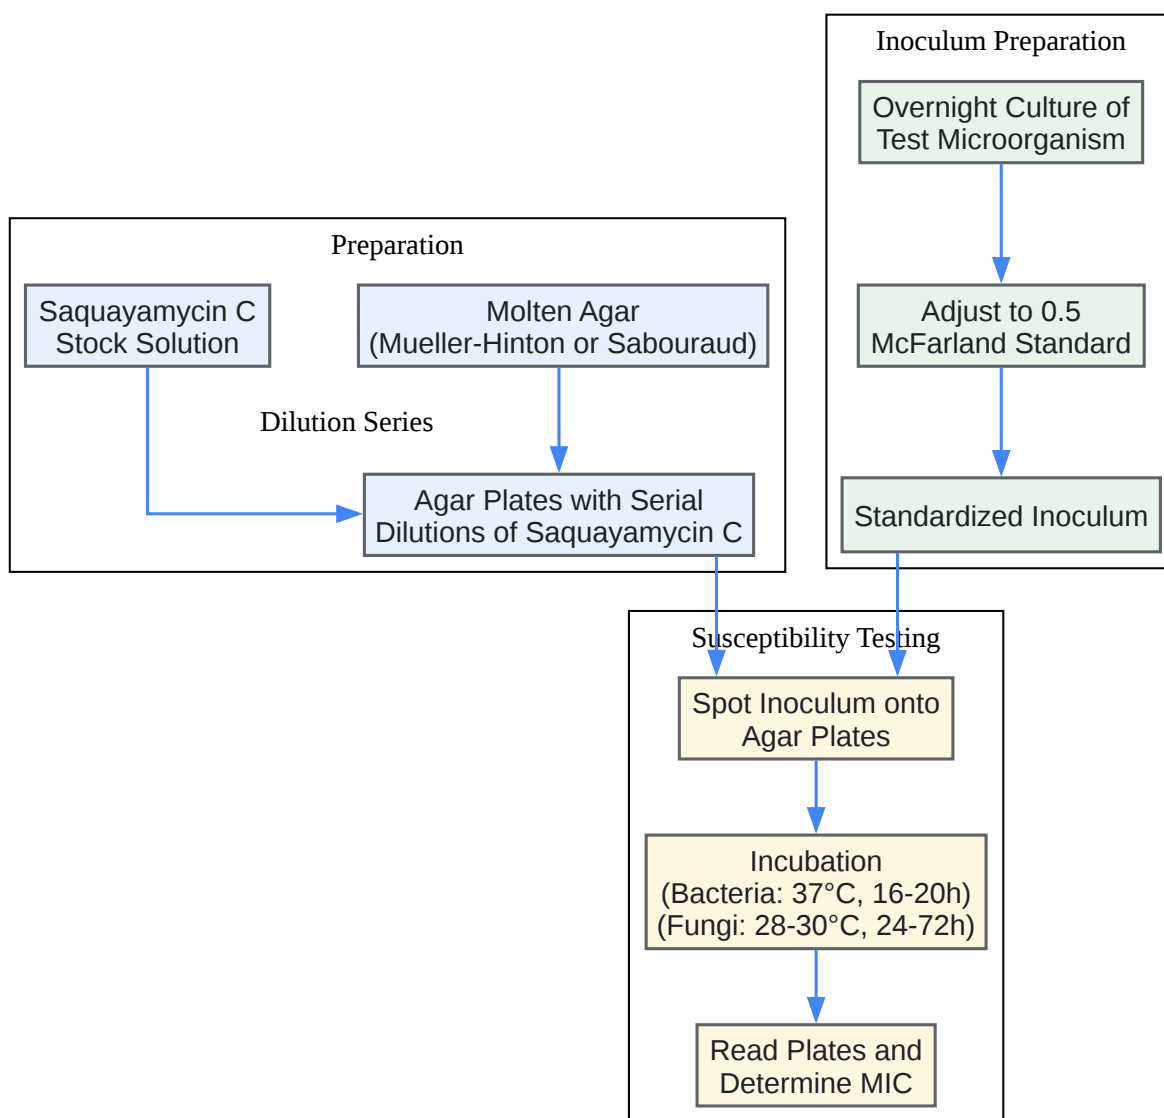 Inoculum Preparation
Overnight Culture of
Test Microorganism
Adjust to 0.5
McFarland Standard
Standardized Inoculum
Preparation
Saquayamycin C
Stock Solution
Molten Agar
(Mueller-Hinton or Sabouraud)
Dilution Series
Agar Plates with Serial
Dilutions of Saquayamycin C
Susceptibility Testing
Spot Inoculum onto
Agar Plates
Incubation
(Bacteria: 37°C, 16-20h)
(Fungi: 28-30°C, 24-72h)
Read Plates and
Determine MIC